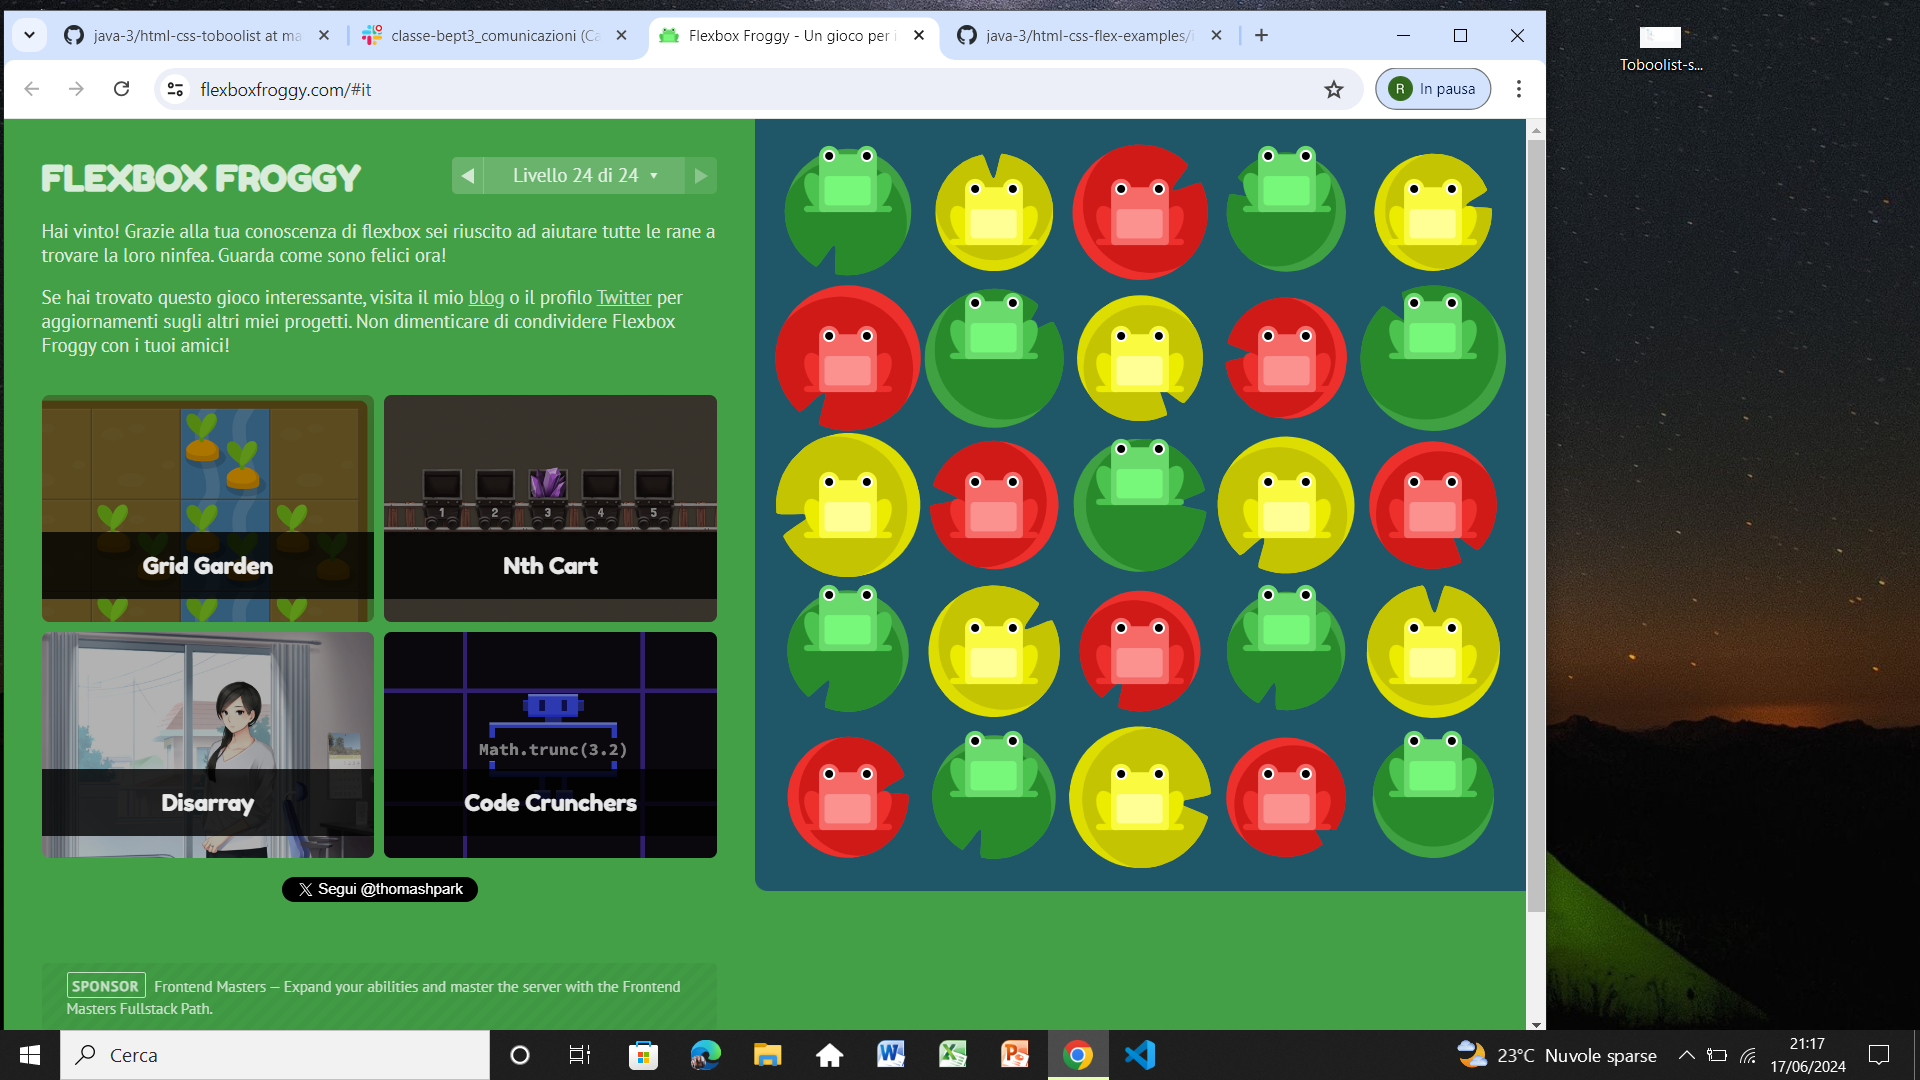 java-3/html-css-toboolist at ma
classe-bept3_comunicazioni (Ca
Flexbox Froggy - Un gioco per i
java-3/html-css-flex-examples/i
flexboxfroggy.com/#it
R
In pausa
Toboolist-s...
FLEXBOX FROGGY
Livello 24 di 24
Hai vinto! Grazie alla tua conoscenza di flexbox sei riuscito ad aiutare tutte le rane a
trovare la loro ninfea. Guarda come sono felici ora!
Se hai trovato questo gioco interessante, visita il mio blog o il profilo Twitter per
aggiornamenti sugli altri miei progetti. Non dimenticare di condividere Flexbox
Froggy con i tuoi amici!
1 2 3 4 5
Grid Garden
Nth Cart
Math.trunc(3.2)
Disarray
Code Crunchers
X Segui @thomashpark
SPONSOR Frontend Masters — Expand your abilities and master the server with the Frontend
Masters Fullstack Path.
Cerca
23°C Nuvole sparse
21:17
17/06/2024